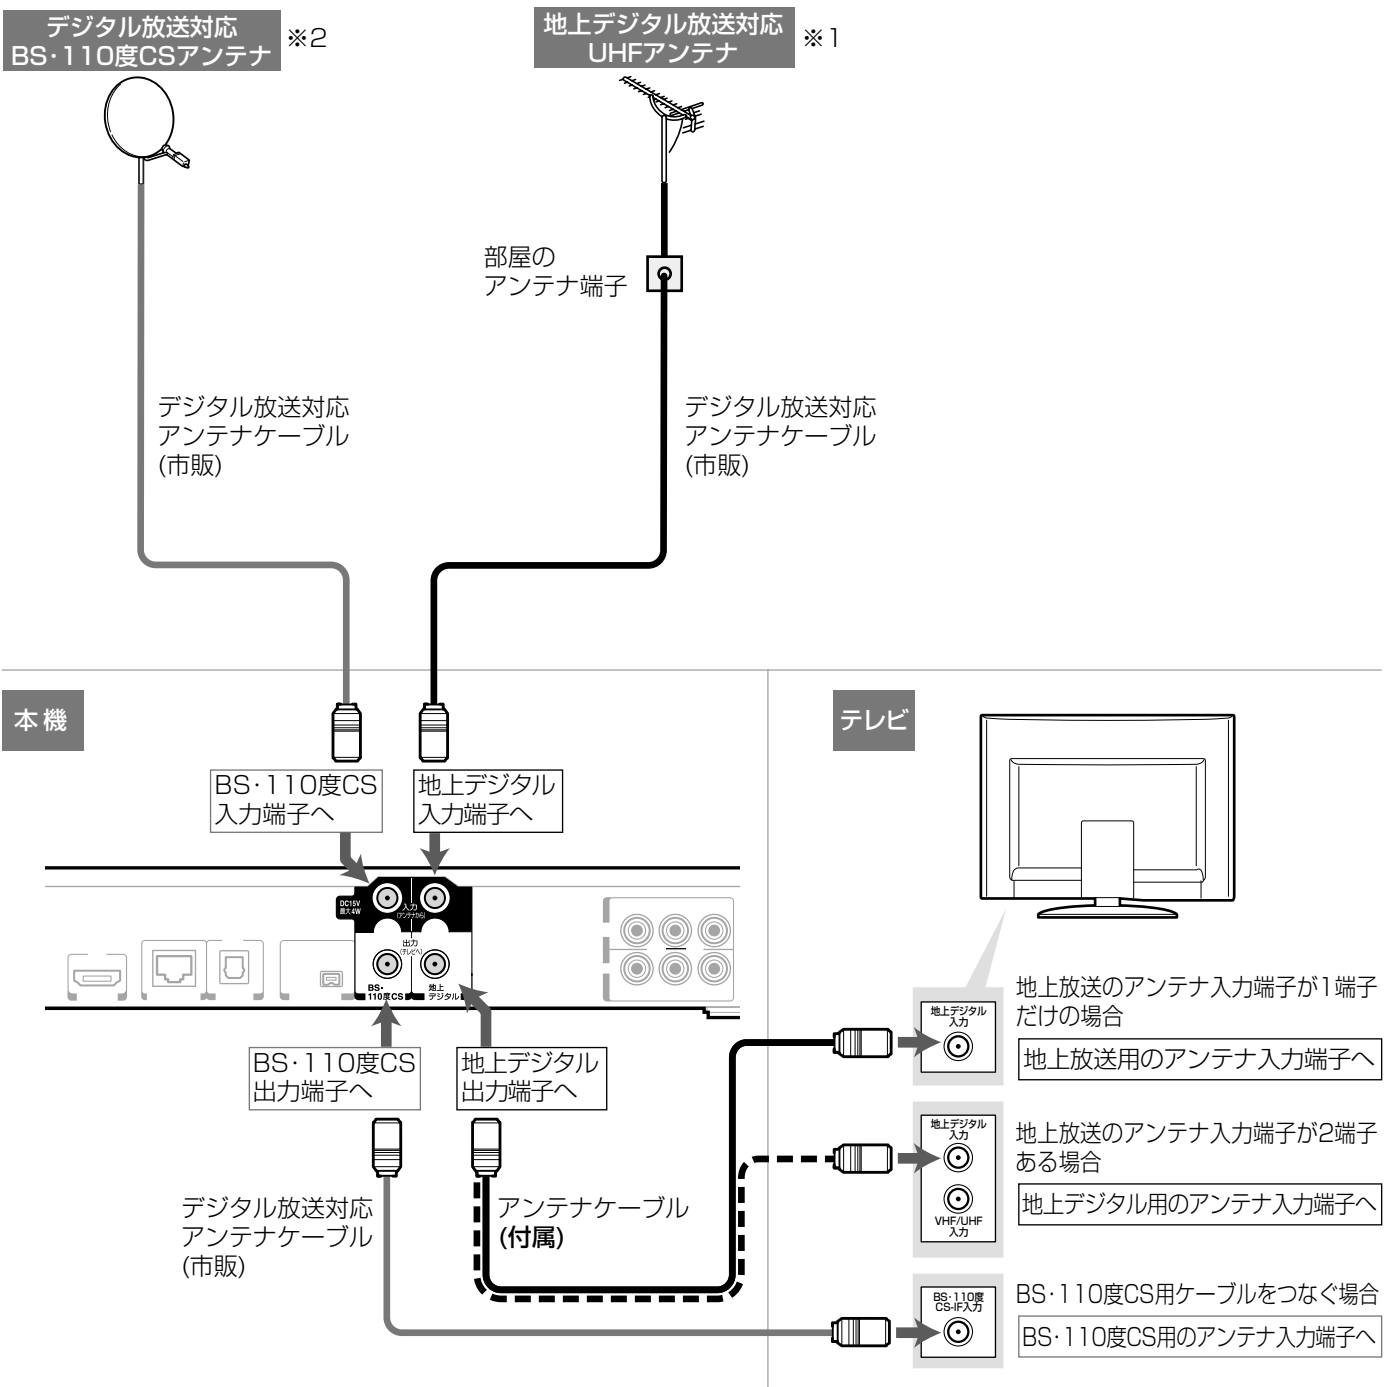 デジタル放送対応
BS・110度CSアンテナ
※2
地上デジタル放送対応
UHFアンテナ
※1
部屋の
アンテナ端子
デジタル放送対応
アンテナケーブル
(市販)
デジタル放送対応
アンテナケーブル
(市販)
本機
テレビ
BS・110度CS
入力端子へ
地上デジタル
入力端子へ
DC15V
最大4W
入力
(アンテナから)
出力
(テレビへ)
BS・
110度CS
地上
デジタル
BS・110度CS
出力端子へ
地上デジタル
出力端子へ
デジタル放送対応
アンテナケーブル
(市販)
アンテナケーブル
(付属)
地上デジタル
入力
地上放送のアンテナ入力端子が1端子
だけの場合
地上放送用のアンテナ入力端子へ
地上デジタル
入力
VHF/UHF
入力
地上放送のアンテナ入力端子が2端子
ある場合
地上デジタル用のアンテナ入力端子へ
BS・110度
CS-IF入力
BS・110度CS用ケーブルをつなぐ場合
BS・110度CS用のアンテナ入力端子へ